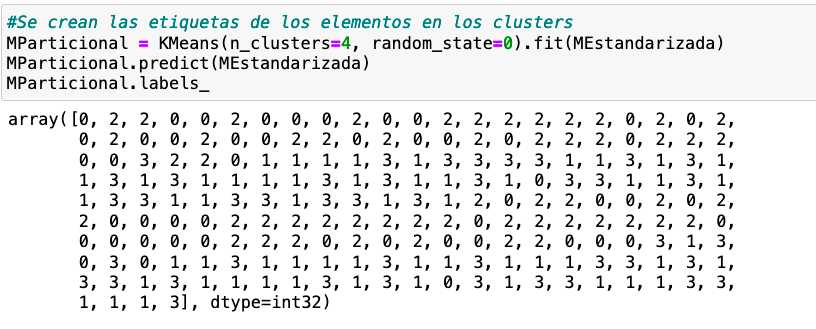 #Se crean las etiquetas de los elementos en los clusters
MParticional = KMeans(n_clusters=4, random_state=0).fit(MEstandarizada)
MParticional.predict(MEstandarizada)
MParticional.labels_
array([0, 2, 2, 0, 0, 2, 0, 0, 0, 2, 0, 0, 2, 2, 2, 2, 2, 2, 0, 2, 0, 2,
0, 2, 0, 0, 2, 0, 0, 2, 2, 0, 2, 0, 0, 2, 0, 2, 2, 2, 0, 2, 2, 2,
0, 0, 3, 2, 2, 0, 1, 1, 1, 1, 3, 1, 3, 3, 3, 3, 1, 1, 3, 1, 3, 1,
1, 3, 1, 3, 1, 1, 1, 1, 3, 1, 3, 1, 1, 3, 1, 0, 3, 3, 1, 1, 3, 1,
1, 3, 3, 1, 1, 3, 3, 1, 3, 3, 1, 3, 1, 2, 0, 2, 2, 0, 0, 2, 0, 2,
2, 0, 0, 0, 0, 2, 2, 2, 2, 2, 2, 2, 2, 0, 2, 2, 2, 2, 2, 2, 2, 0,
0, 0, 0, 0, 0, 2, 2, 2, 0, 2, 0, 2, 0, 0, 2, 2, 0, 0, 0, 3, 1, 3,
0, 3, 0, 1, 1, 3, 1, 1, 1, 1, 3, 1, 1, 3, 1, 1, 1, 3, 3, 1, 3, 1,
3, 3, 1, 3, 1, 1, 1, 1, 3, 1, 3, 1, 0, 3, 1, 3, 3, 1, 1, 1, 3, 3,
1, 1, 1, 3], dtype=int32)